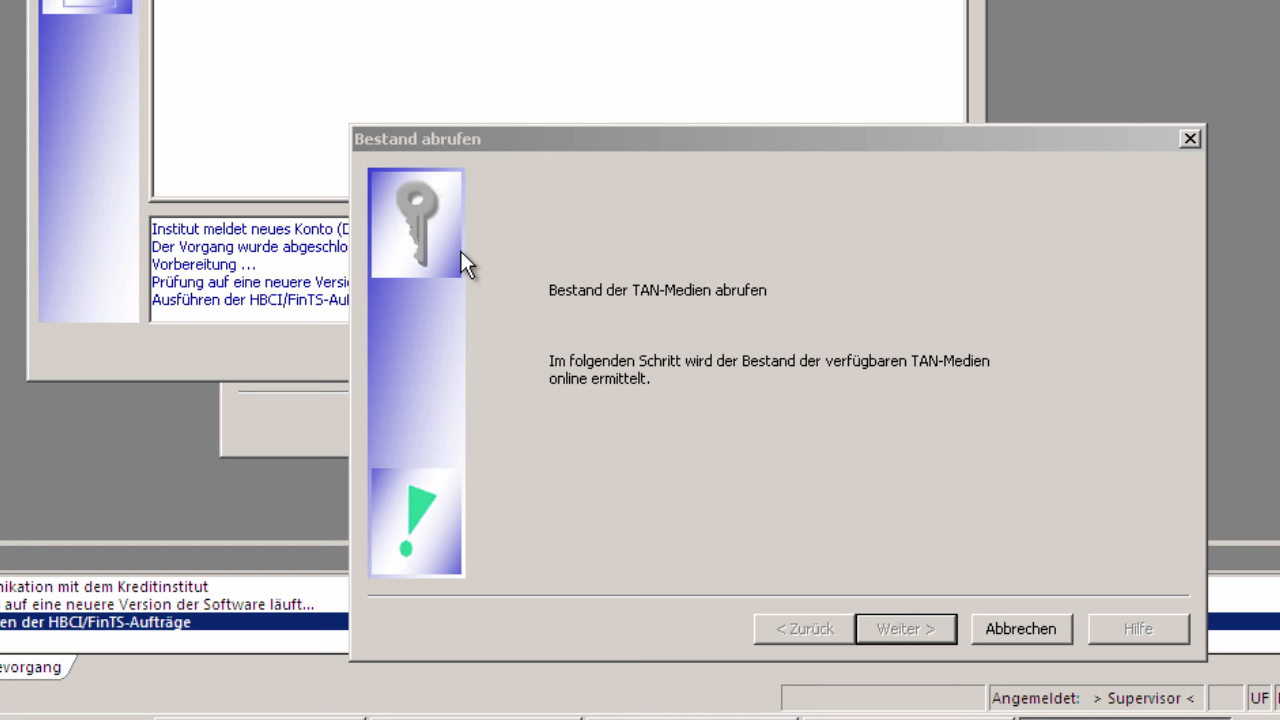 Bestand abrufen
Institut meldet neues Konto (D
Der Vorgang wurde abgeschlo
Vorbereitung ...
Prüfung auf eine neuere Versi
Ausführen der HBCI/FinTS-Auf
Bestand der TAN-Medien abrufen
Im folgenden Schritt wird der Bestand der verfügbaren TAN-Medien
online ermittelt.
nikation mit dem Kreditinstitut
auf eine neuere Version der Software läuft...
en der HBCI/FinTS-Aufträge
< Zurück
Weiter >
Abbrechen
Hilfe
evorgang
Angemeldet: > Supervisor <
UF